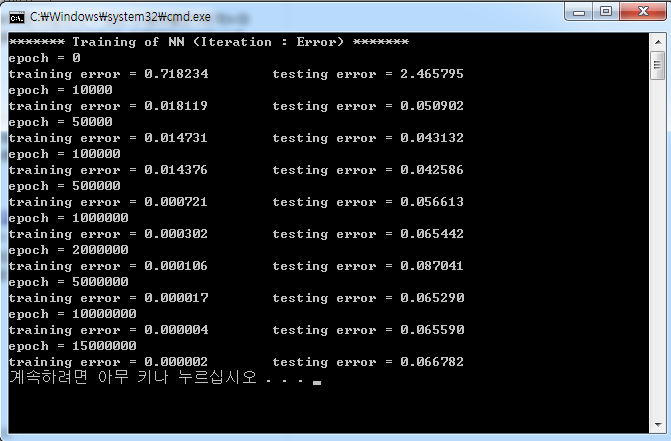 C:₩Windows₩system32₩cmd.exe
******* Training of NN (Iteration : Error) *******
epoch = 0
training error = 0.718234 testing error = 2.465795
epoch = 10000
training error = 0.018119 testing error = 0.050902
epoch = 50000
training error = 0.014731 testing error = 0.043132
epoch = 100000
training error = 0.014376 testing error = 0.042586
epoch = 500000
training error = 0.000721 testing error = 0.056613
epoch = 1000000
training error = 0.000302 testing error = 0.065442
epoch = 2000000
training error = 0.000106 testing error = 0.087041
epoch = 5000000
training error = 0.000017 testing error = 0.065290
epoch = 10000000
training error = 0.000004 testing error = 0.065590
epoch = 15000000
training error = 0.000002 testing error = 0.066782
계속하려면 아무 키나 누르십시오 . . .